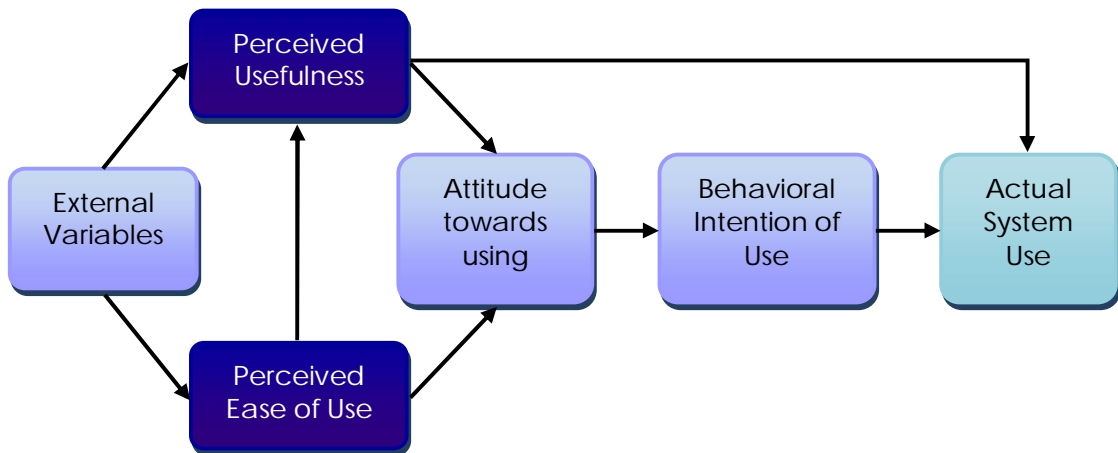 Perceived
Usefulness
External
Variables
Attitude
towards
using
Behavioral
Intention of
Use
Actual
System
Use
Perceived
Ease of Use